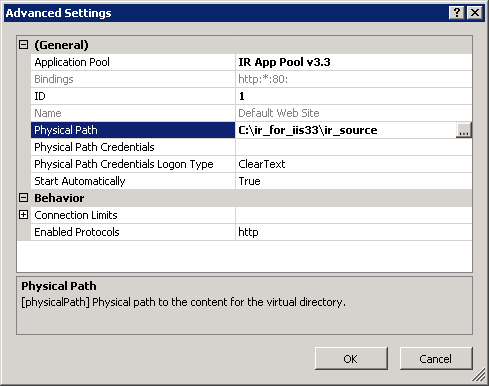 Advanced Settings
(General)
Application Pool IR App Pool v3.3
Bindings http:*:80:
ID 1
Name Default Web Site
Physical Path C:\ir_for_iis33\ir_source ...
Physical Path Credentials
Physical Path Credentials Logon Type ClearText
Start Automatically True
Behavior
Connection Limits
Enabled Protocols http
Physical Path
[physicalPath] Physical path to the content for the virtual directory.
OK Cancel